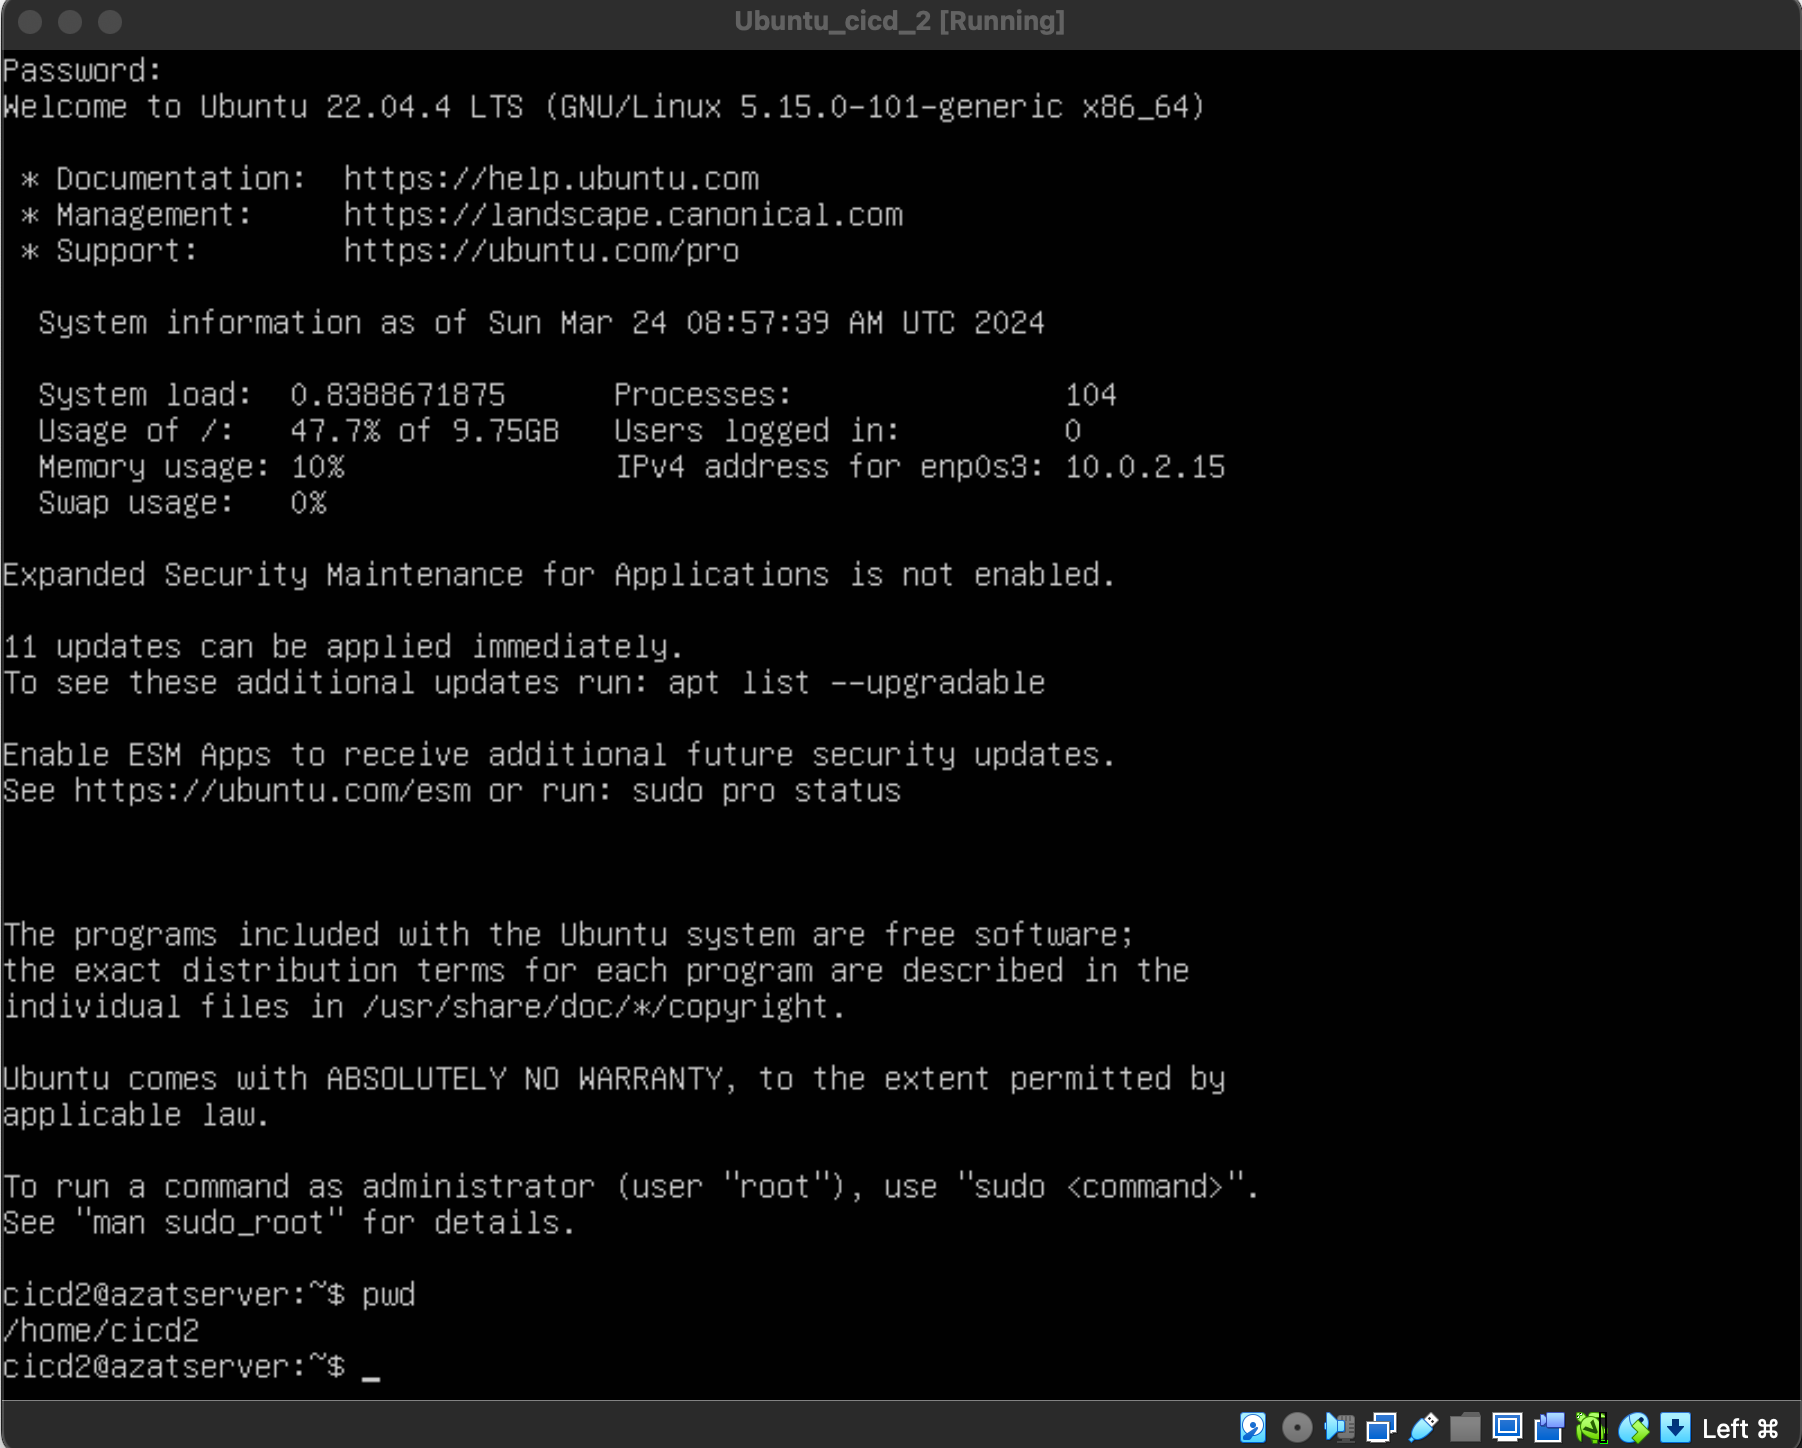 Ubuntu_cicd_2 [Running]
Password:
Welcome to Ubuntu 22.04.4 LTS (GNU/Linux 5.15.0-101-generic x86_64)
* Documentation:  https://help.ubuntu.com
* Management:     https://landscape.canonical.com
* Support:        https://ubuntu.com/pro
System information as of Sun Mar 24 08:57:39 AM UTC 2024
System load:  0.8388671875      Processes:               104
Usage of /:   47.7% of 9.75GB   Users logged in:         0
Memory usage: 10%               IPv4 address for enp0s3: 10.0.2.15
Swap usage:   0%
Expanded Security Maintenance for Applications is not enabled.
11 updates can be applied immediately.
To see these additional updates run: apt list --upgradable
Enable ESM Apps to receive additional future security updates.
See https://ubuntu.com/esm or run: sudo pro status
The programs included with the Ubuntu system are free software;
the exact distribution terms for each program are described in the
individual files in /usr/share/doc/*/copyright.
Ubuntu comes with ABSOLUTELY NO WARRANTY, to the extent permitted by
applicable law.
To run a command as administrator (user "root"), use "sudo <command>".
See "man sudo_root" for details.
cicd2@azatserver:~$ pwd
/home/cicd2
cicd2@azatserver:~$ _
Left ⌘